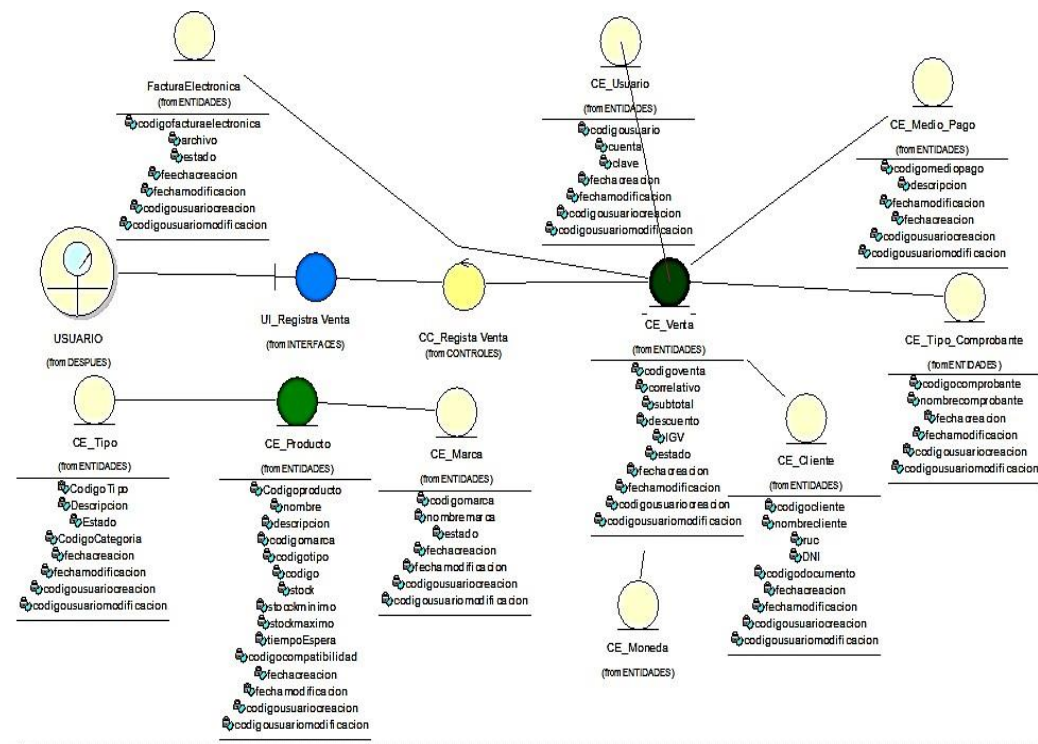 FacturaElectronica
(from ENTIDADES)
codigofacturaelectronica
archivo
estado
feechacreacion
fechamodificacion
codigousuariocreacion
codigousuariomodificacion
CE_Usuario
(from ENTIDADES)
codigousuario
cuenta
clave
fechacreacion
fechamodificacion
codigousuariocreacion
codigousuariomodificacion
CE_Medio_Pago
(from ENTIDADES)
codigomediopago
descripcion
fechamodificacion
fechacreacion
codigousuariocreacion
codigousuariomodificacion
USUARIO
(from DESPUES)
UI_Registra Venta
(from INTERFACES)
CC_Regista Venta
(from CONTROLES)
CE_Venta
(from ENTIDADES)
codigoventa
correlativo
subtotal
descuento
IGV
estado
fechacreacion
fechamodificacion
codigousuariocreacion
codigousuariomodificacion
CE_Tipo_Comprobante
(from ENTIDADES)
codigocomprobante
nombrecomprobante
fechacreacion
fechamodificacion
codigousuariocreacion
codigousuariomodificacion
CE_Tipo
(from ENTIDADES)
CodigoTipo
Descripcion
Estado
CodigoCategoria
fechacreacion
fechamodificacion
codigousuariocreacion
codigousuariomodificacion
CE_Producto
(from ENTIDADES)
Codigoproducto
nombre
descripcion
codigomarca
codigotipo
codigo
stock
stockminimo
stockmaximo
tiempoEspera
codigocompatibilidad
fechacreacion
fechamodificacion
codigousuariocreacion
codigousuariomodificacion
CE_Marca
(from ENTIDADES)
codigomarca
nombremarca
estado
fechacreacion
fechamodificacion
codigousuariocreacion
codigousuariomodificacion
CE_Cliente
(from ENTIDADES)
codigocliente
nombrecliente
ruc
DNI
codigodocumento
fechacreacion
fechamodificacion
codigousuariocreacion
codigousuariomodificacion
CE_Moneda
(from ENTIDADES)